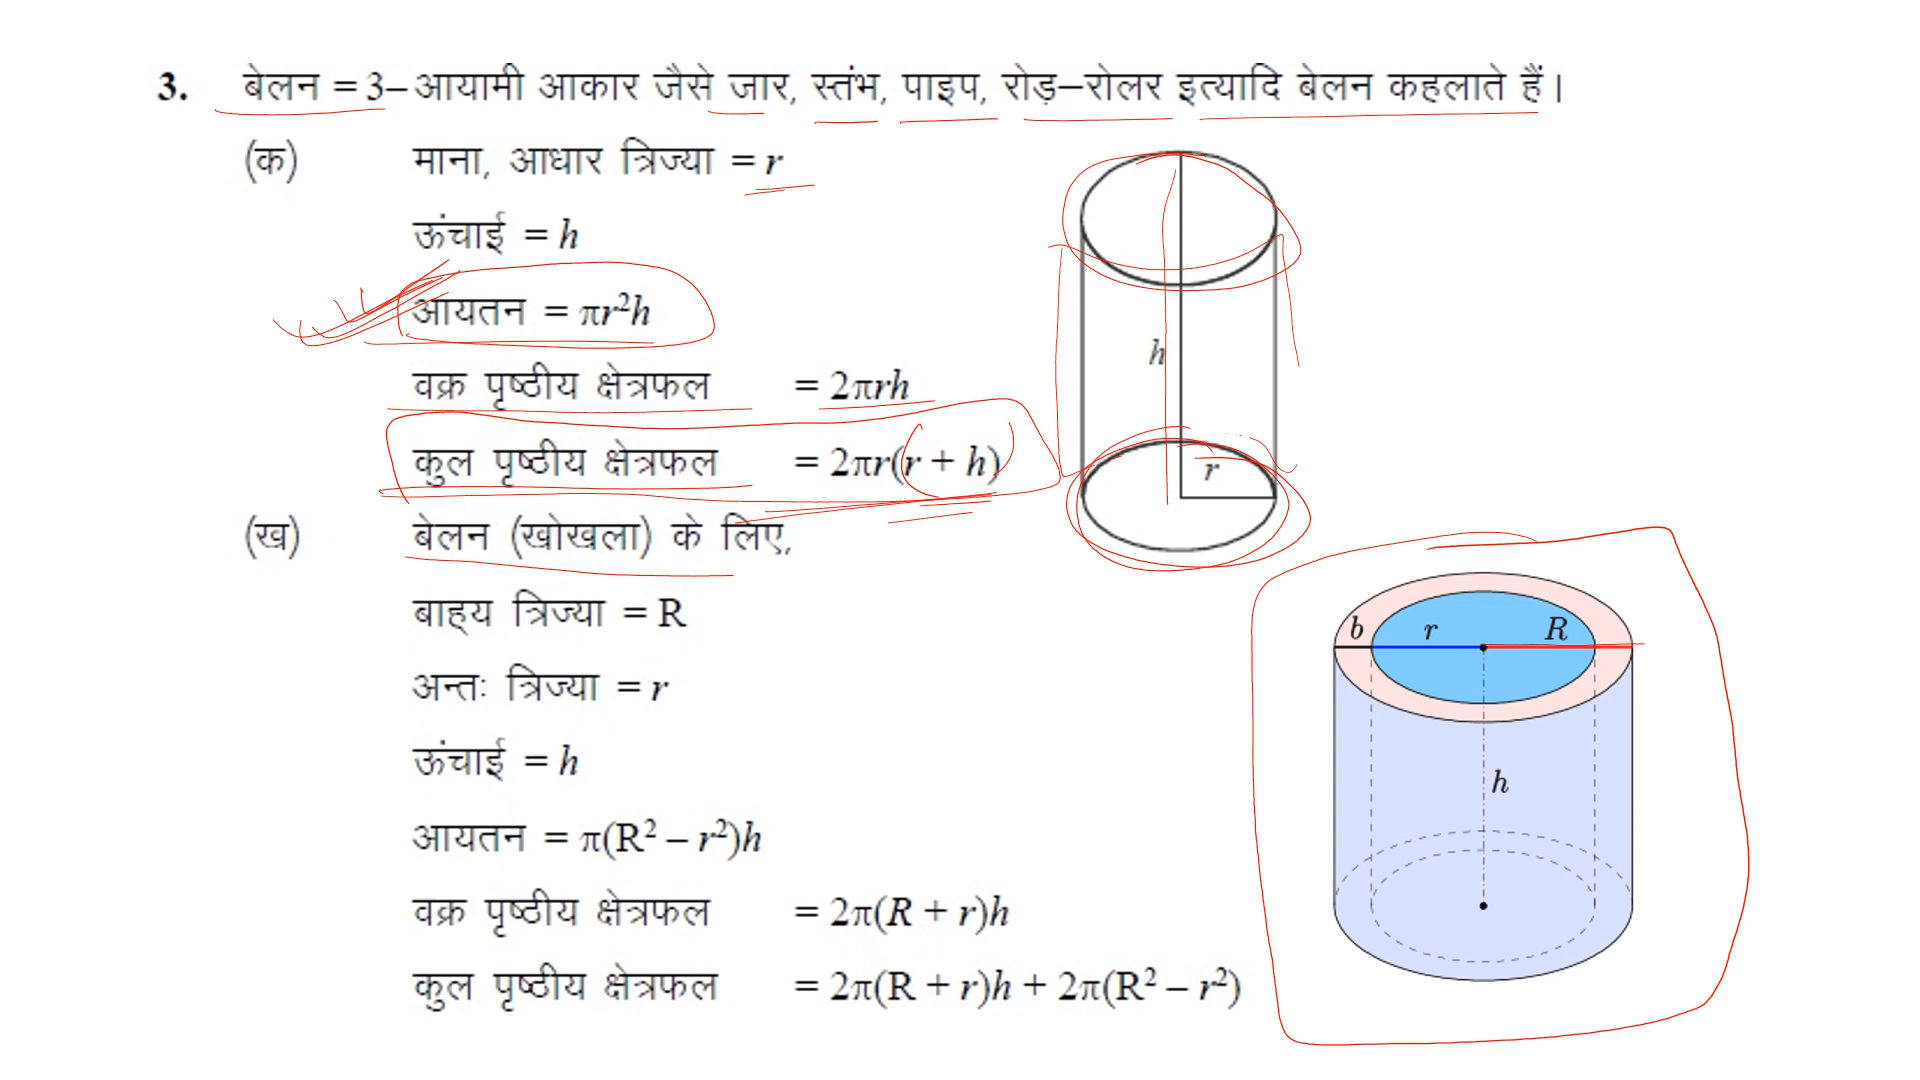 3. बेलन = 3–आयामी आकार जैसे जार, स्तंभ, पाइप, रोड़–रोलर इत्यादि बेलन कहलाते हैं।
(क) माना, आधार त्रिज्या = r
ऊंचाई = h
आयतन = πr²h
वक्र पृष्ठीय क्षेत्रफल = 2πrh
कुल पृष्ठीय क्षेत्रफल = 2πr(r + h)
h
r
(ख) बेलन (खोखला) के लिए,
बाह्य त्रिज्या = R
अन्तः त्रिज्या = r
ऊंचाई = h
आयतन = π(R² – r²)h
वक्र पृष्ठीय क्षेत्रफल = 2π(R + r)h
कुल पृष्ठीय क्षेत्रफल = 2π(R + r)h + 2π(R² – r²)
b r R
h